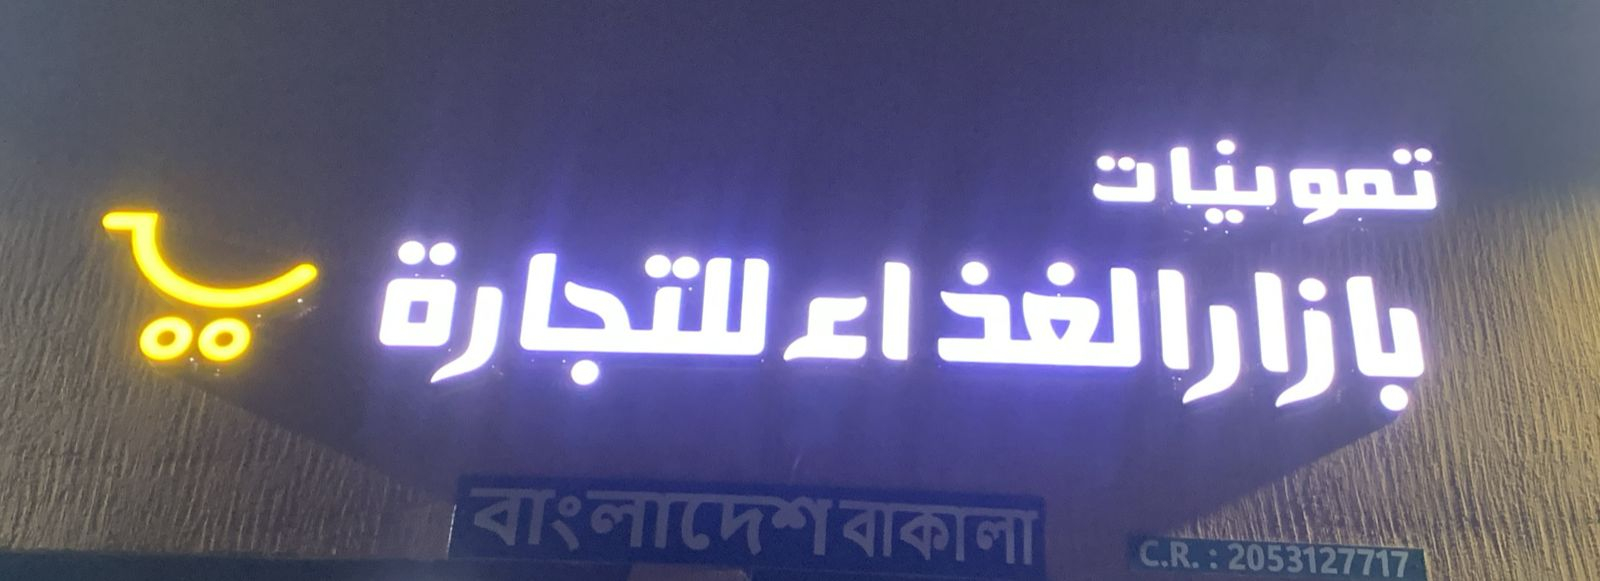 تموينات
بازار الغذاء للتجارة
বাংলাদেশ বাকালা
C.R. : 2053127717